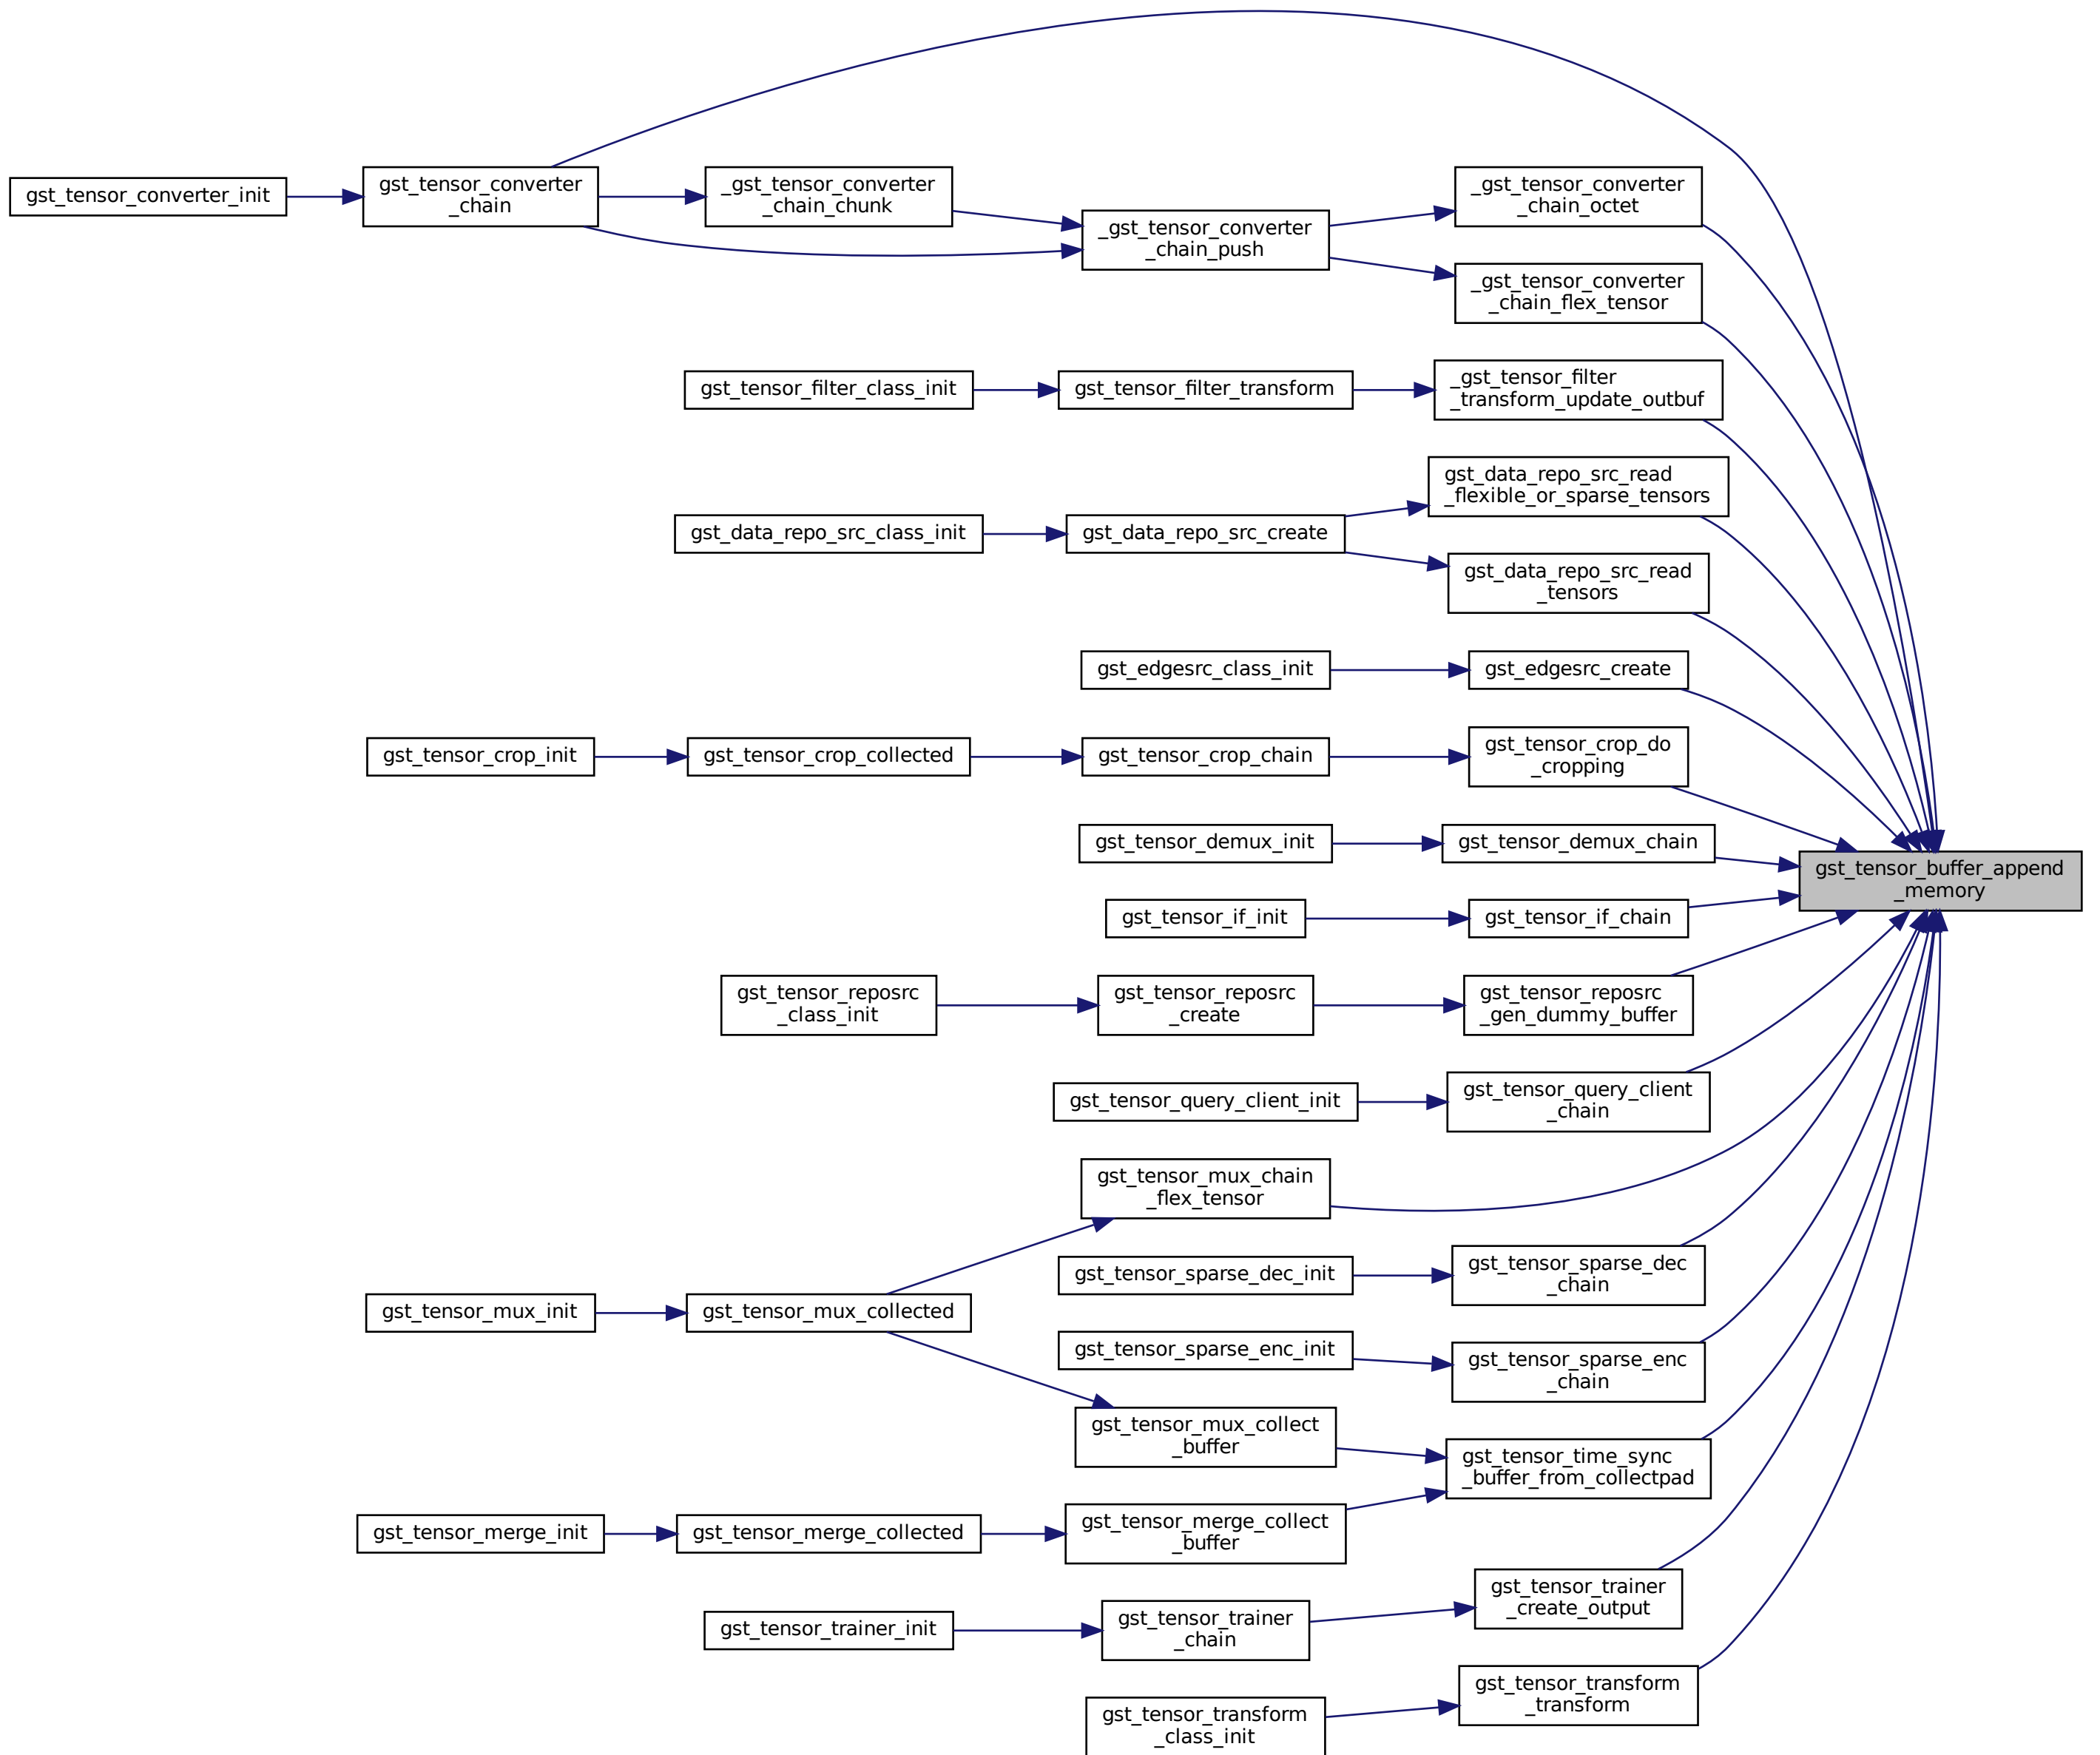 gst_tensor_converter_init
gst_tensor_converter
_chain
_gst_tensor_converter
_chain_chunk
_gst_tensor_converter
_chain_push
_gst_tensor_converter
_chain_octet
_gst_tensor_converter
_chain_flex_tensor
gst_tensor_filter_class_init
gst_tensor_filter_transform
_gst_tensor_filter
_transform_update_outbuf
gst_data_repo_src_class_init
gst_data_repo_src_create
gst_data_repo_src_read
_flexible_or_sparse_tensors
gst_data_repo_src_read
_tensors
gst_edgesrc_class_init
gst_edgesrc_create
gst_tensor_crop_init
gst_tensor_crop_collected
gst_tensor_crop_chain
gst_tensor_crop_do
_cropping
gst_tensor_demux_init
gst_tensor_demux_chain
gst_tensor_buffer_append
_memory
gst_tensor_if_init
gst_tensor_if_chain
gst_tensor_reposrc
_class_init
gst_tensor_reposrc
_create
gst_tensor_reposrc
_gen_dummy_buffer
gst_tensor_query_client_init
gst_tensor_query_client
_chain
gst_tensor_mux_chain
_flex_tensor
gst_tensor_sparse_dec_init
gst_tensor_sparse_dec
_chain
gst_tensor_mux_init
gst_tensor_mux_collected
gst_tensor_sparse_enc_init
gst_tensor_sparse_enc
_chain
gst_tensor_mux_collect
_buffer
gst_tensor_time_sync
_buffer_from_collectpad
gst_tensor_merge_init
gst_tensor_merge_collected
gst_tensor_merge_collect
_buffer
gst_tensor_trainer_init
gst_tensor_trainer
_chain
gst_tensor_trainer
_create_output
gst_tensor_transform
_class_init
gst_tensor_transform
_transform